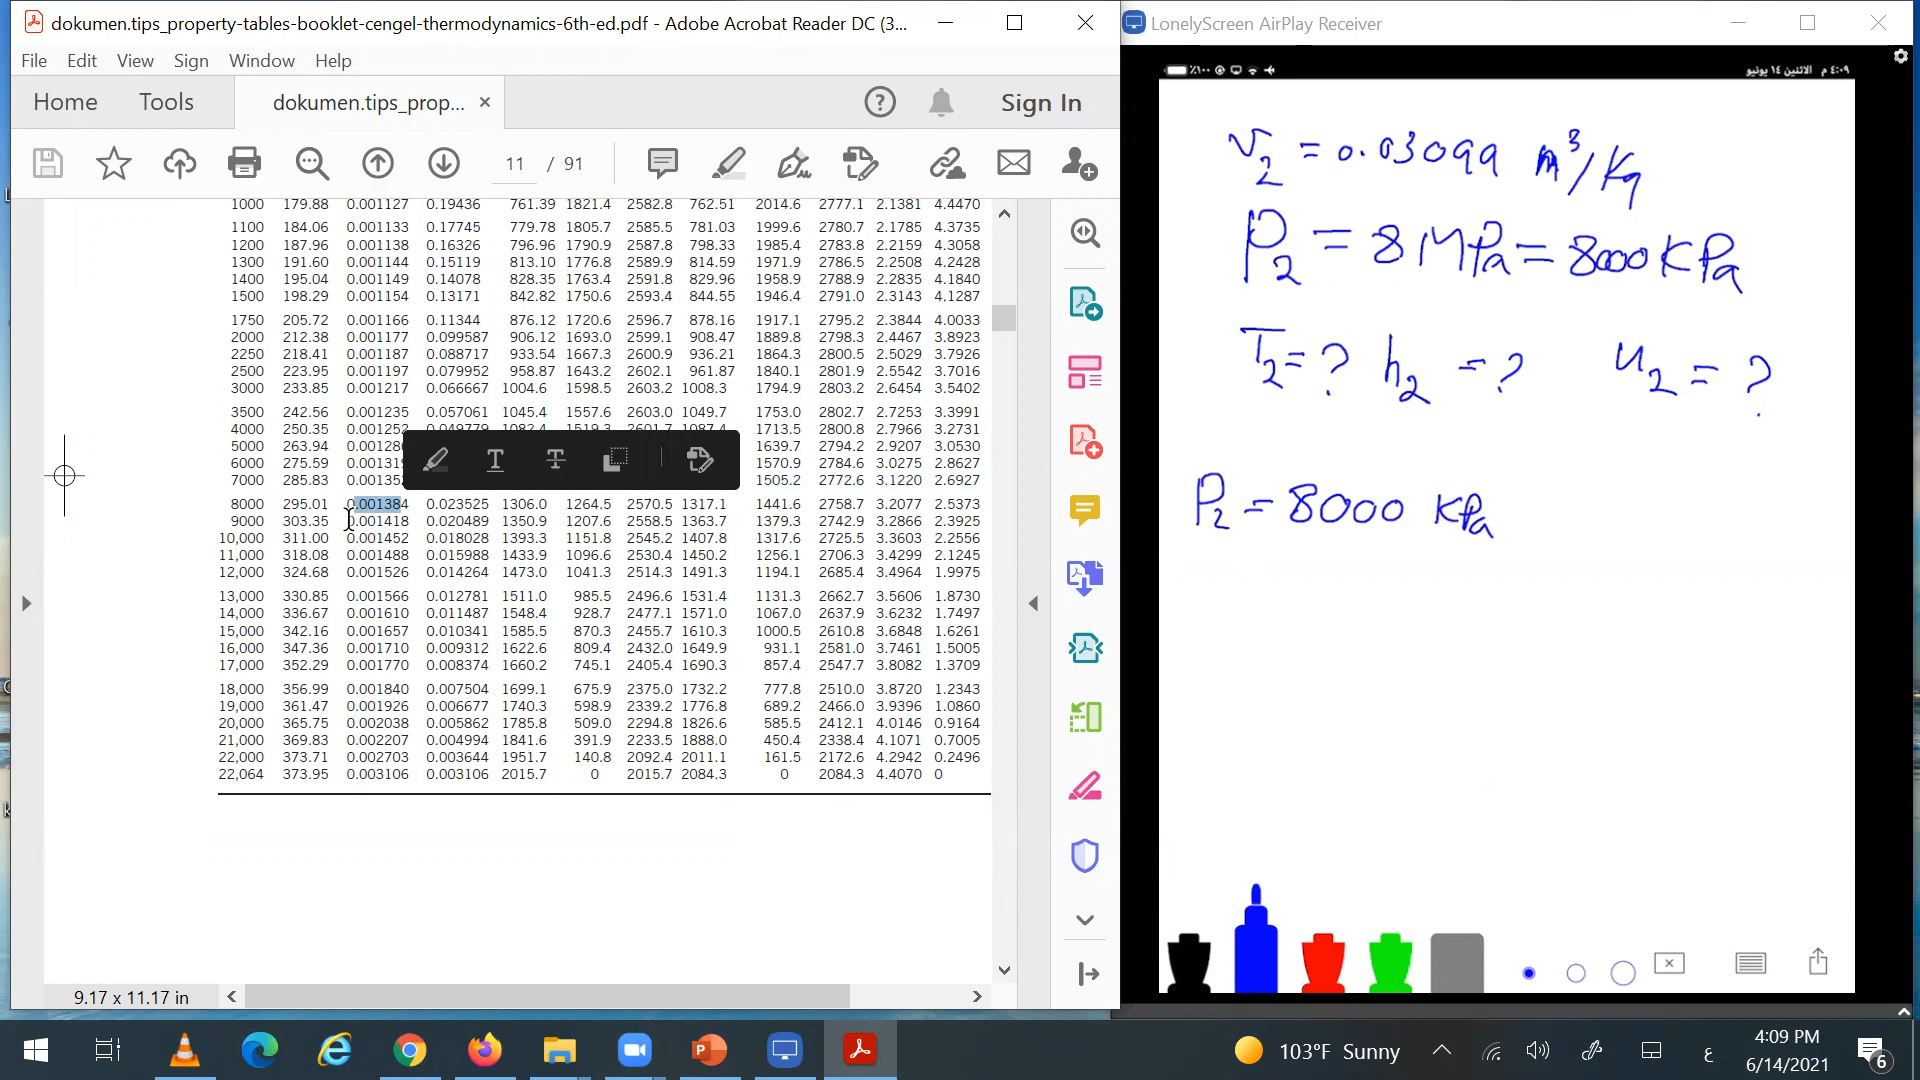 dokumen.tips_property-tables-booklet-cengel-thermodynamics-6th-ed.pdf - Adobe Acrobat Reader DC (3...
File Edit View Sign Window Help
Home Tools dokumen.tips_prop... × Sign In
11 / 91
1000 179.88 0.001127 0.19436 761.39 1821.4 2582.8 762.51 2014.6 2777.1 2.1381 4.4470
1100 184.06 0.001133 0.17745 779.78 1805.7 2585.5 781.03 1999.6 2780.7 2.1785 4.3735
1200 187.96 0.001138 0.16326 796.96 1790.9 2587.8 798.33 1985.4 2783.8 2.2159 4.3058
1300 191.60 0.001144 0.15119 813.10 1776.8 2589.9 814.59 1971.9 2786.5 2.2508 4.2428
1400 195.04 0.001149 0.14078 828.35 1763.4 2591.8 829.96 1958.9 2788.9 2.2835 4.1840
1500 198.29 0.001154 0.13171 842.82 1750.6 2593.4 844.55 1946.4 2791.0 2.3143 4.1287
1750 205.72 0.001166 0.11344 876.12 1720.6 2596.7 878.16 1917.1 2795.2 2.3844 4.0033
2000 212.38 0.001177 0.099587 906.12 1693.0 2599.1 908.47 1889.8 2798.3 2.4467 3.8923
2250 218.41 0.001187 0.088717 933.54 1667.3 2600.9 936.21 1864.3 2800.5 2.5029 3.7926
2500 223.95 0.001197 0.079952 958.87 1643.2 2602.1 961.87 1840.1 2801.9 2.5542 3.7016
3000 233.85 0.001217 0.066667 1004.6 1598.5 2603.2 1008.3 1794.9 2803.2 2.6454 3.5402
3500 242.56 0.001235 0.057061 1045.4 1557.6 2603.0 1049.7 1753.0 2802.7 2.7253 3.3991
4000 250.35 0.001252 0.049779 1082.4 1519.3 2601.7 1087.4 1713.5 2800.8 2.7966 3.2731
5000 263.94 1639.7 2794.2 2.9207 3.0530
6000 275.59 1570.9 2784.6 3.0275 2.8627
7000 285.83 1505.2 2772.6 3.1220 2.6927
8000 295.01 0.001384 0.023525 1306.0 1264.5 2570.5 1317.1 1441.6 2758.7 3.2077 2.5373
9000 303.35 0.001418 0.020489 1350.9 1207.6 2558.5 1363.7 1379.3 2742.9 3.2866 2.3925
10,000 311.00 0.001452 0.018028 1393.3 1151.8 2545.2 1407.8 1317.6 2725.5 3.3603 2.2556
11,000 318.08 0.001488 0.015988 1433.9 1096.6 2530.4 1450.2 1256.1 2706.3 3.4299 2.1245
12,000 324.68 0.001526 0.014264 1473.0 1041.3 2514.3 1491.3 1194.1 2685.4 3.4964 1.9975
13,000 330.85 0.001566 0.012781 1511.0 985.5 2496.6 1531.4 1131.3 2662.7 3.5606 1.8730
14,000 336.67 0.001610 0.011487 1548.4 928.7 2477.1 1571.0 1067.0 2637.9 3.6232 1.7497
15,000 342.16 0.001657 0.010341 1585.5 870.3 2455.7 1610.3 1000.5 2610.8 3.6848 1.6261
16,000 347.36 0.001710 0.009312 1622.6 809.4 2432.0 1649.9 931.1 2581.0 3.7461 1.5005
17,000 352.29 0.001770 0.008374 1660.2 745.1 2405.4 1690.3 857.4 2547.7 3.8082 1.3709
18,000 356.99 0.001840 0.007504 1699.1 675.9 2375.0 1732.2 777.8 2510.0 3.8720 1.2343
19,000 361.47 0.001926 0.006677 1740.3 598.9 2339.2 1776.8 689.2 2466.0 3.9396 1.0860
20,000 365.75 0.002038 0.005862 1785.8 509.0 2294.8 1826.6 585.5 2412.1 4.0146 0.9164
21,000 369.83 0.002207 0.004994 1841.6 391.9 2233.5 1888.0 450.4 2338.4 4.1071 0.7005
22,000 373.71 0.002703 0.003644 1951.7 140.8 2092.4 2011.1 161.5 2172.6 4.2942 0.2496
22,064 373.95 0.003106 0.003106 2015.7 0 2015.7 2084.3 0 2084.3 4.4070 0
9.17 x 11.17 in
LonelyScreen AirPlay Receiver
٪١٠٠ ٤:٠٩ م الاثنين ١٤ يونيو
v₂ = 0.03099 m³/Kg
P₂ = 8 MPa = 8000 KPa
T₂ = ? h₂ = ? u₂ = ?
P₂ = 8000 KPa
103°F Sunny ع 4:09 PM
6/14/2021 6